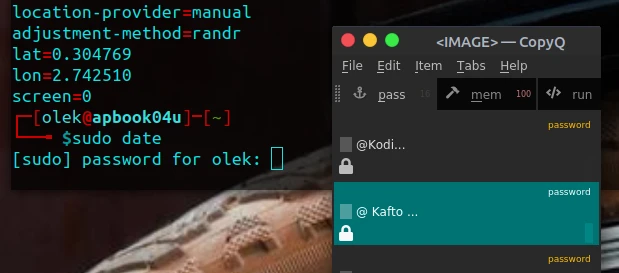 location-provider=manual
adjustment-method=randr
lat=0.304769
lon=2.742510
screen=0
┌─[olek@apbook04u]─[~]
└──╼ $sudo date
[sudo] password for olek:
<IMAGE> — CopyQ
File Edit Item Tabs Help
pass 16 mem 100 run
password
@Kodi...
password
@ Kafto ...
password